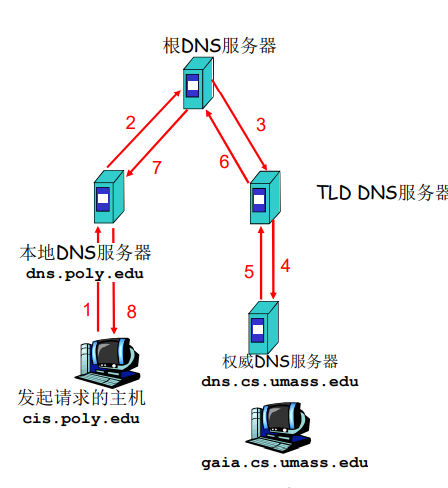 根DNS服务器
2
3
7
6
TLD DNS服务器
本地DNS服务器
dns.poly.edu
5
4
1
8
权威DNS服务器
dns.cs.umass.edu
发起请求的主机
cis.poly.edu
gaia.cs.umass.edu